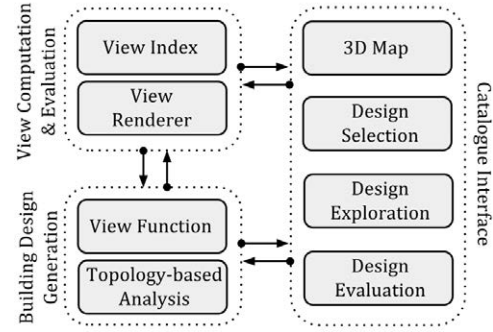 View Computation
& Evaluation
View Index
View
Renderer
Building Design
Generation
View Function
Topology-based
Analysis
3D Map
Design
Selection
Design
Exploration
Design
Evaluation
Catalogue Interface